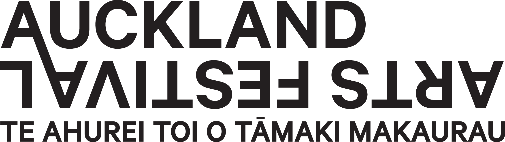 AUCKLAND
ARTS FESTIVAL
TE AHUREI TOI O TĀMAKI MAKAURAU